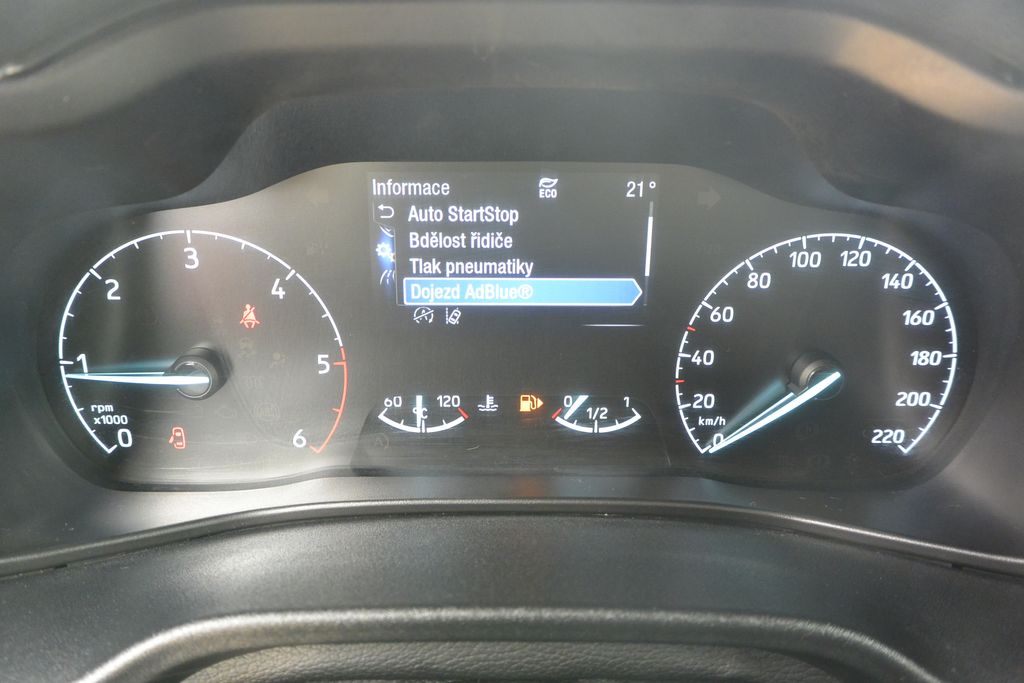 Informace ECO 21°
Auto StartStop
Bdělost řidiče
Tlak pneumatiky
Dojezd AdBlue®
0 1 2 3 4 5 6
rpm
x1000
60 °C 120
0 1/2 1
0 20 40 60 80 100 120 140 160 180 200 220
km/h